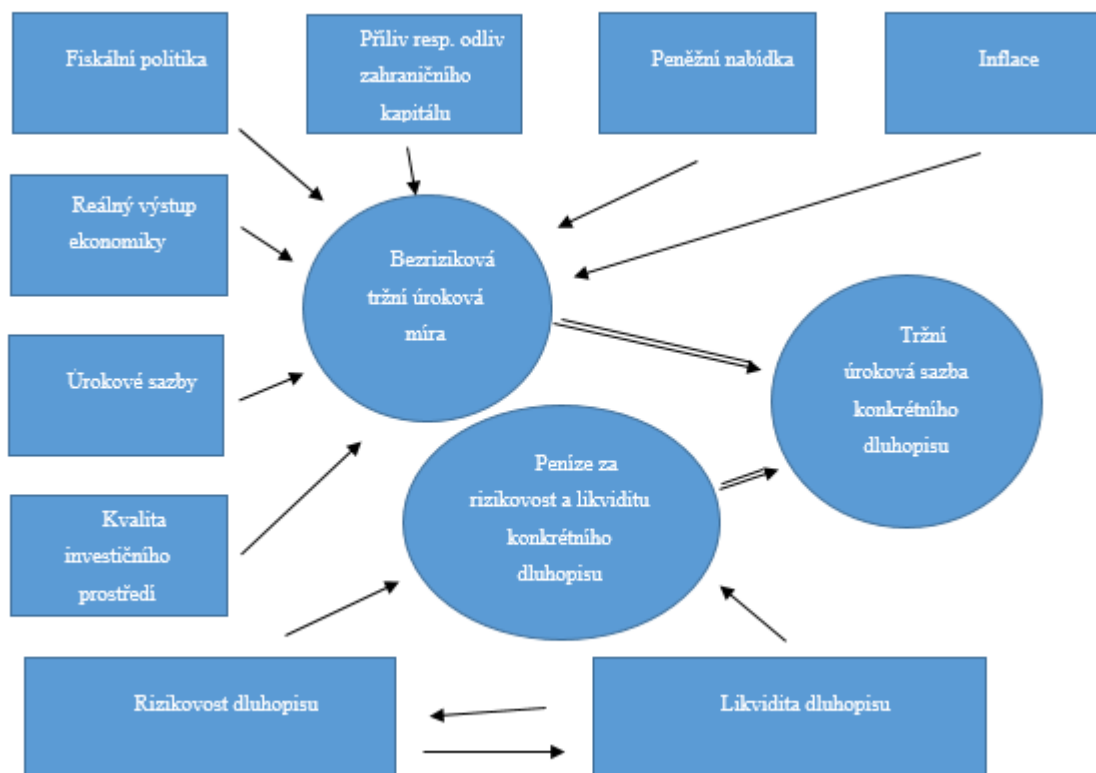 Fiskální politika
Příliv resp. odliv
zahraničního
kapitálu
Peněžní nabídka
Inflace
Reálný výstup
ekonomiky
Bezriziková
tržní úroková
míra
Úrokové sazby
Tržní
úroková sazba
konkrétního
dluhopisu
Peníze za
rizikovost a likviditu
konkrétního
dluhopisu
Kvalita
investičního
prostředí
Rizikovost dluhopisu
Likvidita dluhopisu